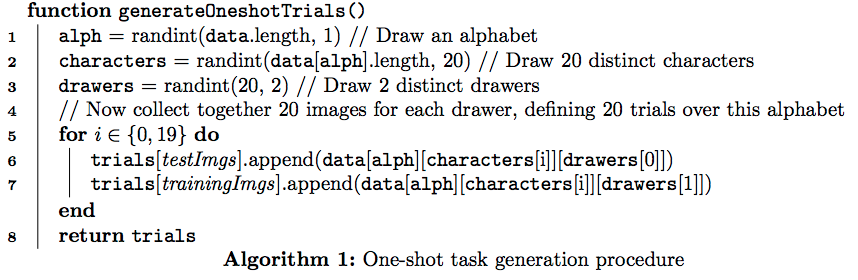 function generateOneshotTrials()
1 alph = randint(data.length, 1) // Draw an alphabet
2 characters = randint(data[alph].length, 20) // Draw 20 distinct characters
3 drawers = randint(20, 2) // Draw 2 distinct drawers
4 // Now collect together 20 images for each drawer, defining 20 trials over this alphabet
5 for i ∈ {0, 19} do
6 trials[testImgs].append(data[alph][characters[i]][drawers[0]])
7 trials[trainingImgs].append(data[alph][characters[i]][drawers[1]])
end
8 return trials
Algorithm 1: One-shot task generation procedure